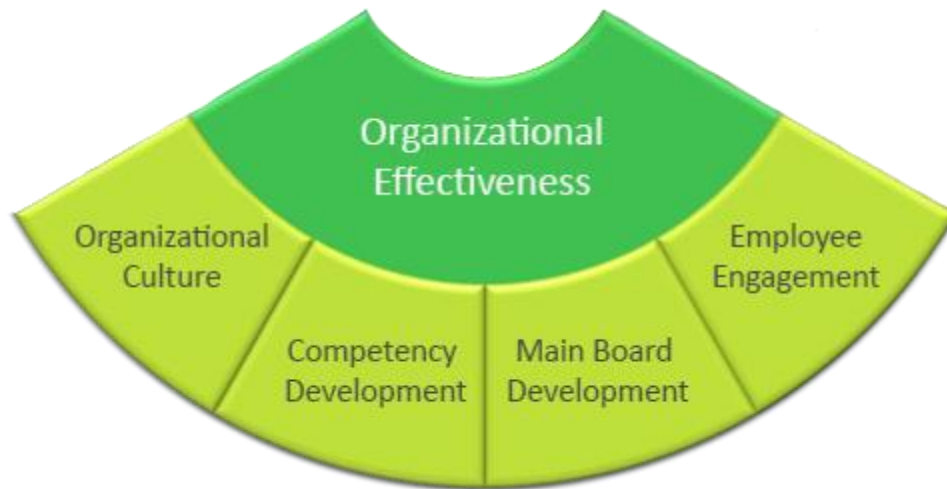 Organizational
Effectiveness
Organizational
Culture
Competency
Development
Main Board
Development
Employee
Engagement